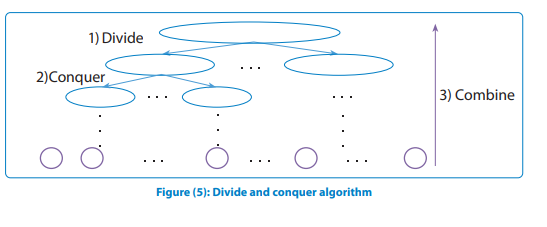 1) Divide
2)Conquer
3) Combine
Figure (5): Divide and conquer algorithm